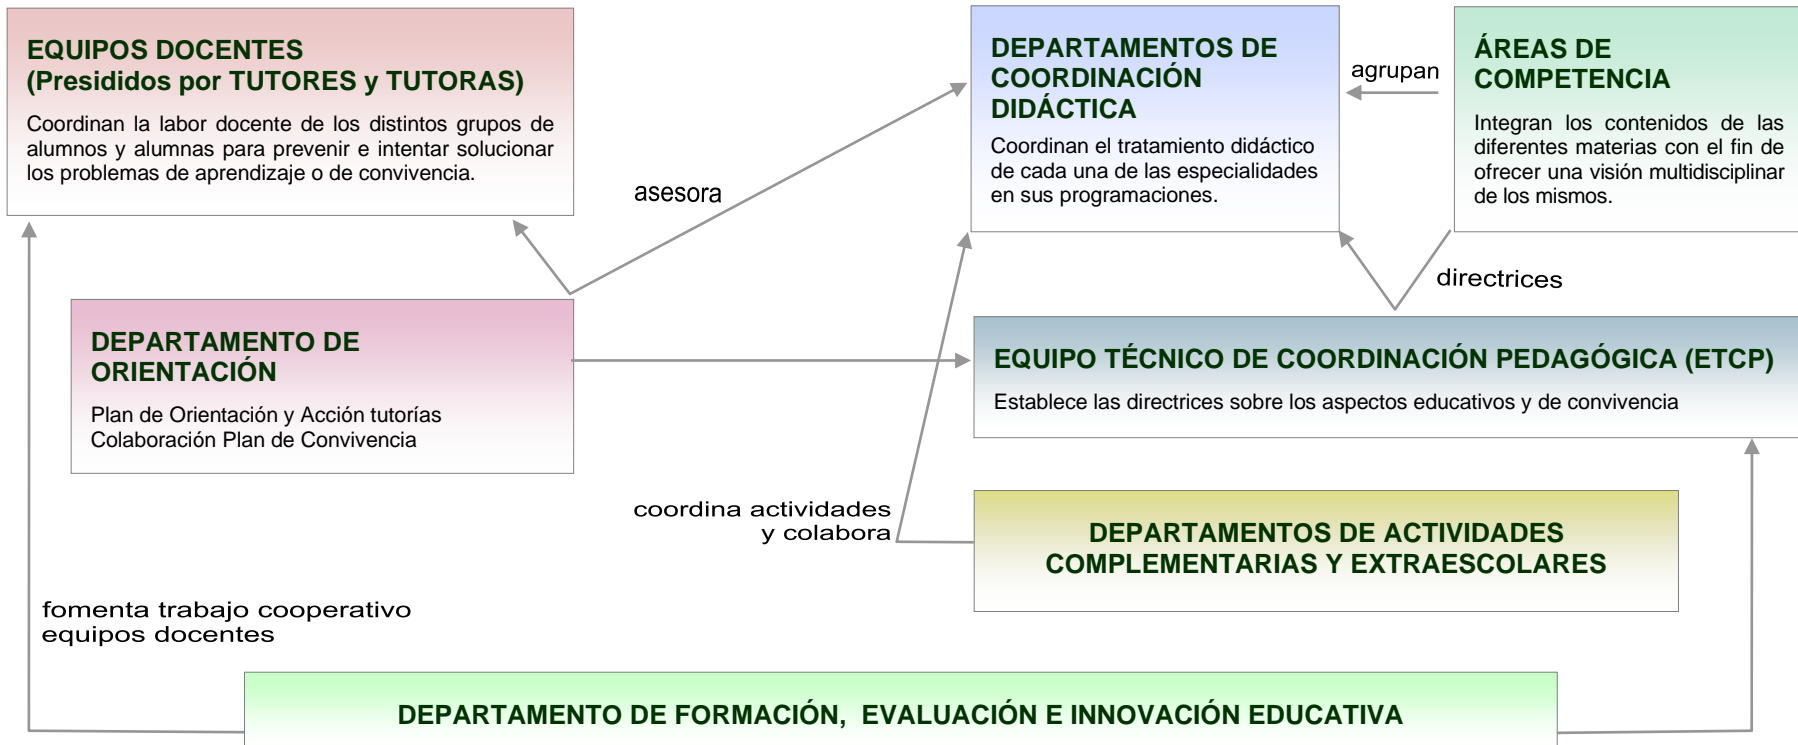 EQUIPOS DOCENTES
(Presididos por TUTORES y TUTORAS)
Coordinan la labor docente de los distintos grupos de
alumnos y alumnas para prevenir e intentar solucionar
los problemas de aprendizaje o de convivencia.
DEPARTAMENTOS DE
COORDINACIÓN
DIDÁCTICA
Coordinan el tratamiento didáctico
de cada una de las especialidades
en sus programaciones.
agrupan
ÁREAS DE
COMPETENCIA
Integran los contenidos de las
diferentes materias con el fin de
ofrecer una visión multidisciplinar
de los mismos.
asesora
directrices
DEPARTAMENTO DE
ORIENTACIÓN
Plan de Orientación y Acción tutorías
Colaboración Plan de Convivencia
EQUIPO TÉCNICO DE COORDINACIÓN PEDAGÓGICA (ETCP)
Establece las directrices sobre los aspectos educativos y de convivencia
coordina actividades
y colabora
DEPARTAMENTOS DE ACTIVIDADES
COMPLEMENTARIAS Y EXTRAESCOLARES
fomenta trabajo cooperativo
equipos docentes
DEPARTAMENTO DE FORMACIÓN, EVALUACIÓN E INNOVACIÓN EDUCATIVA